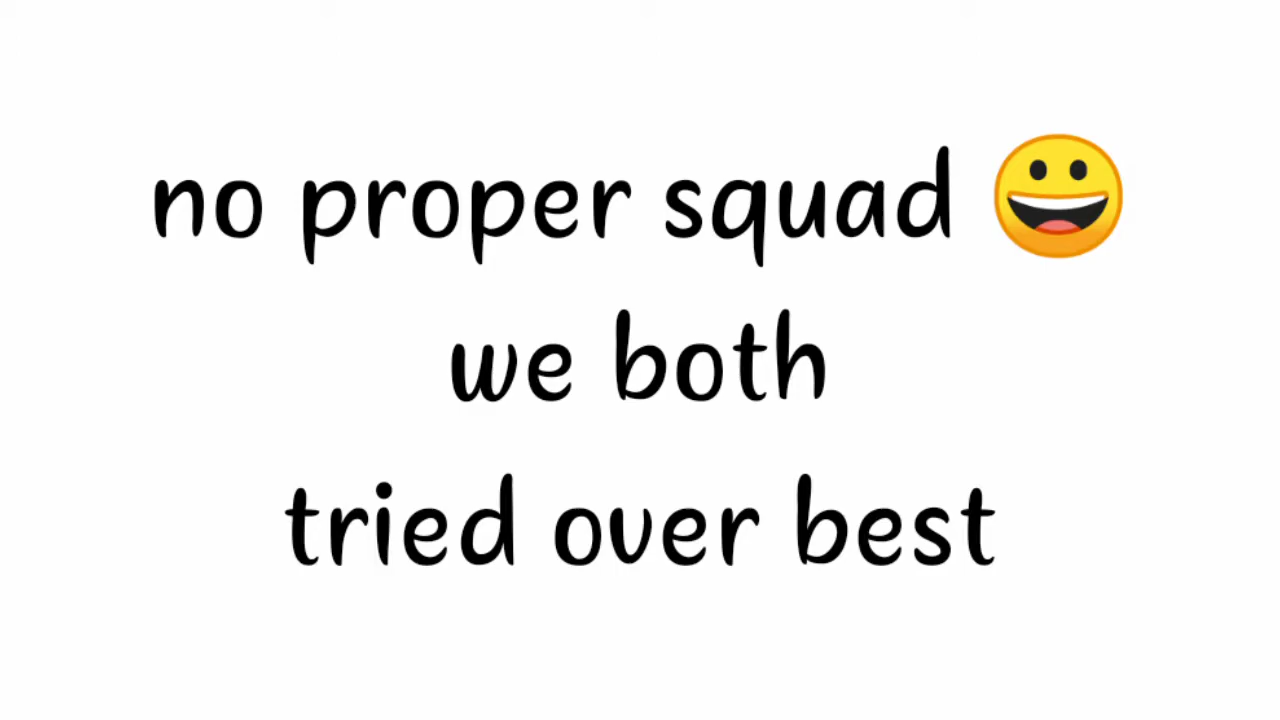 no proper squad 😀
we both
tried over best